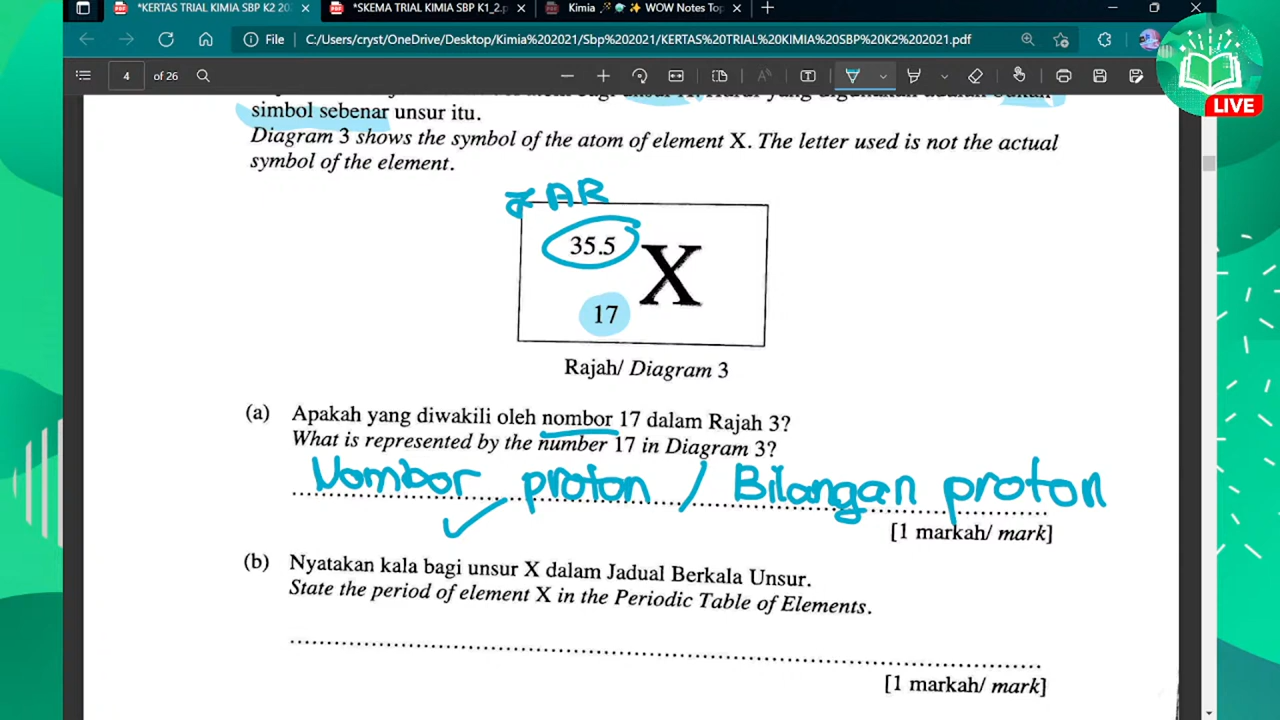 *KERTAS TRIAL KIMIA SBP K2 20
*SKEMA TRIAL KIMIA SBP K1_2.p
Kimia 🪄 🌍 ✨ WOW Notes Top
File C:/Users/cryst/OneDrive/Desktop/Kimia%202021/Sbp%202021/KERTAS%20TRIAL%20KIMIA%20SBP%20K2%202021.pdf
LIVE
4 of 26
simbol sebenar unsur itu.
Diagram 3 shows the symbol of the atom of element X. The letter used is not the actual
symbol of the element.
AR
35.5
X
17
Rajah/ Diagram 3
(a) Apakah yang diwakili oleh nombor 17 dalam Rajah 3?
What is represented by the number 17 in Diagram 3?
Nombor proton / Bilangan proton
[1 markah/ mark]
(b) Nyatakan kala bagi unsur X dalam Jadual Berkala Unsur.
State the period of element X in the Periodic Table of Elements.
[1 markah/ mark]